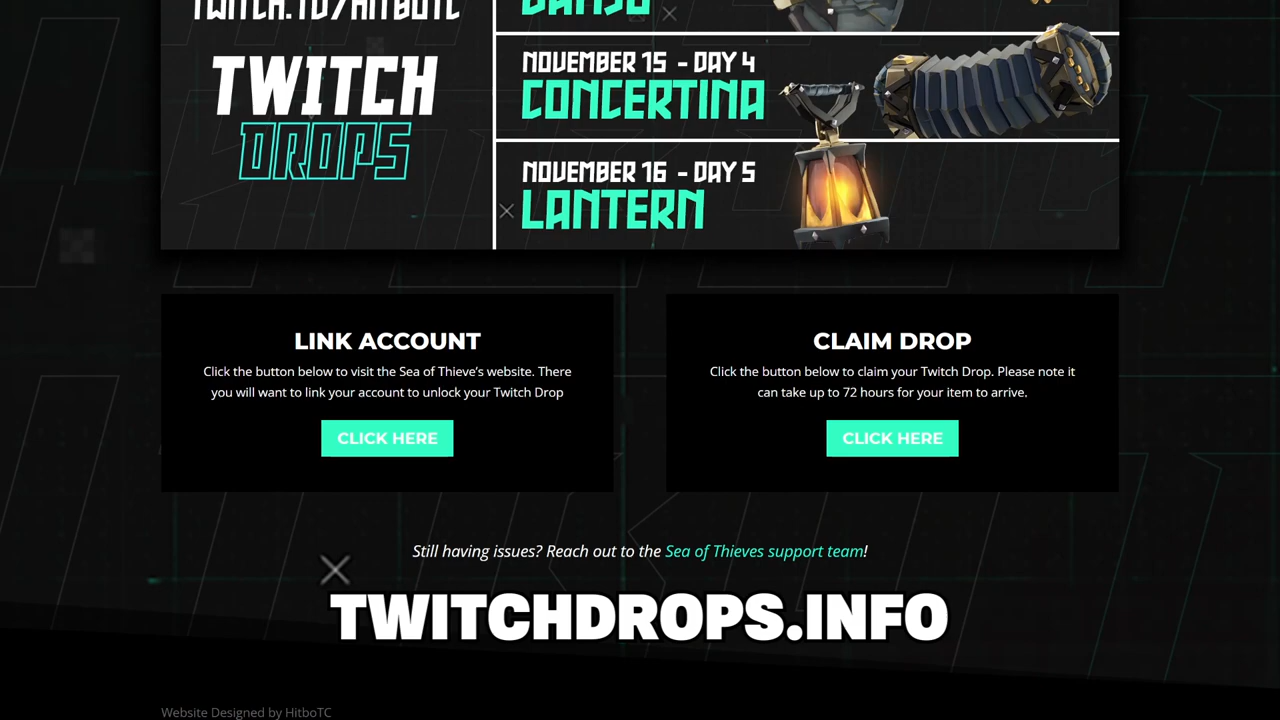 TWITCH.TV/HITBOTC
TWITCH
DROPS
BANJO
NOVEMBER 15 - DAY 4
CONCERTINA
NOVEMBER 16 - DAY 5
LANTERN
LINK ACCOUNT
Click the button below to visit the Sea of Thieve's website. There
you will want to link your account to unlock your Twitch Drop
CLICK HERE
CLAIM DROP
Click the button below to claim your Twitch Drop. Please note it
can take up to 72 hours for your item to arrive.
CLICK HERE
Still having issues? Reach out to the Sea of Thieves support team!
TWITCHDROPS.INFO
Website Designed by HitboTC